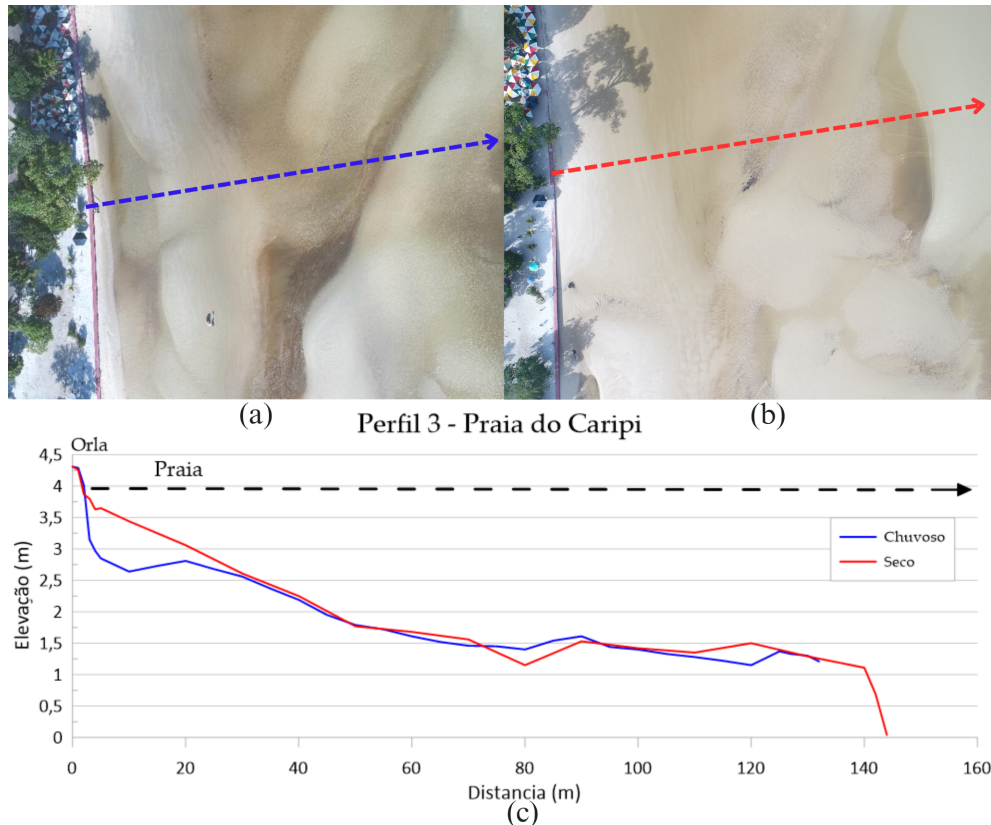 (a)
(b)
Perfil 3 - Praia do Caripi
Orla
Praia
4,5
4
3,5
3
2,5
2
1,5
1
0,5
0
Elevação (m)
Chuvoso
Seco
0 20 40 60 80 100 120 140 160
Distancia (m)
(c)